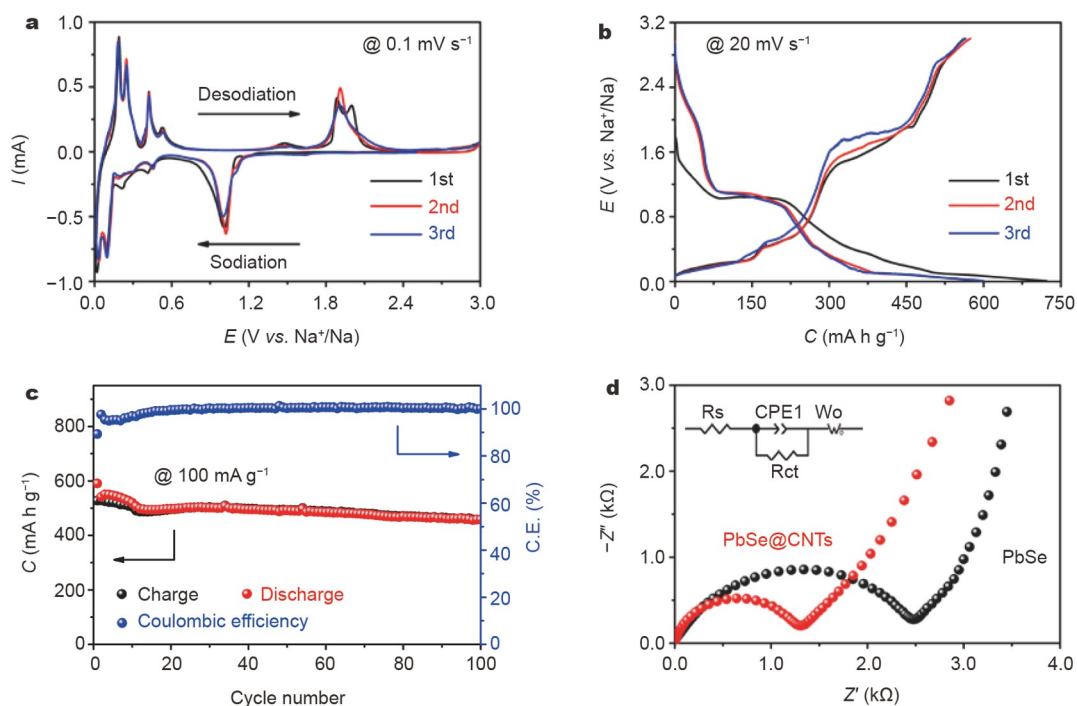 a
@ 0.1 mV s⁻¹
Desodiation
Sodiation
1st
2nd
3rd
1.0
0.5
0.0
−0.5
−1.0
I (mA)
0.0 0.6 1.2 1.8 2.4 3.0
E (V vs. Na⁺/Na)
b
@ 20 mV s⁻¹
1st
2nd
3rd
3.2
2.4
1.6
0.8
0.0
E (V vs. Na⁺/Na)
0 150 300 450 600 750
C (mA h g⁻¹)
c
@ 100 mA g⁻¹
Charge
Discharge
Coulombic efficiency
800
600
400
200
0
C (mA h g⁻¹)
100
80
60
40
20
0
C.E. (%)
0 20 40 60 80 100
Cycle number
d
Rs
CPE1
Wo
Rct
PbSe@CNTs
PbSe
3.0
2.0
1.0
0.0
−Z″ (kΩ)
0.0 1.0 2.0 3.0 4.0
Z′ (kΩ)